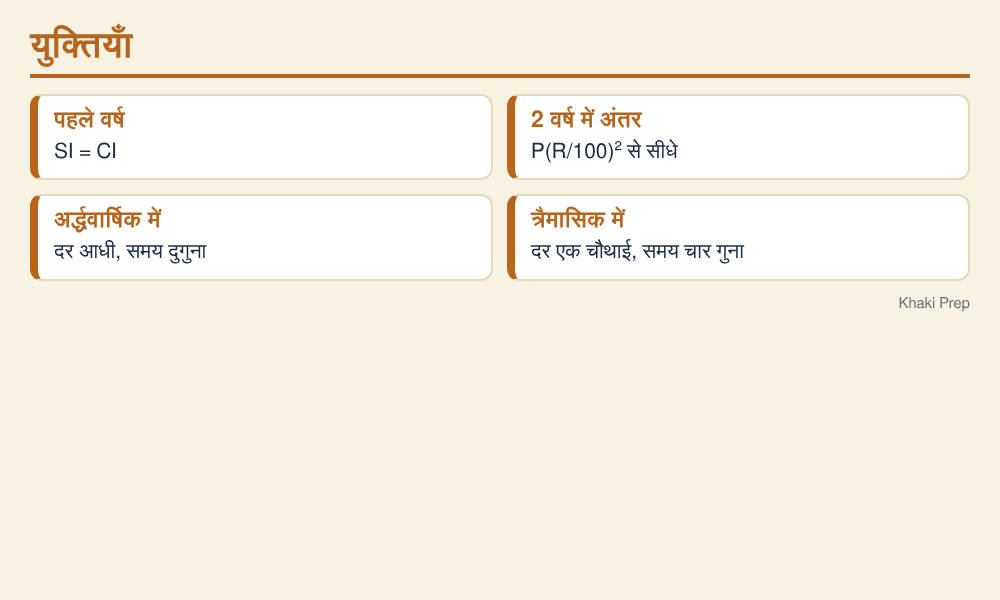 युक्तियाँ
पहले वर्ष
SI = CI
2 वर्ष में अंतर
P(R/100)² से सीधे
अर्द्धवार्षिक में
दर आधी, समय दुगुना
त्रैमासिक में
दर एक चौथाई, समय चार गुना
Khaki Prep